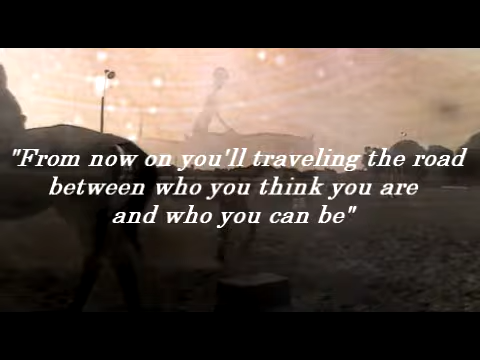 "From now on you'll traveling the road
between who you think you are
and who you can be"